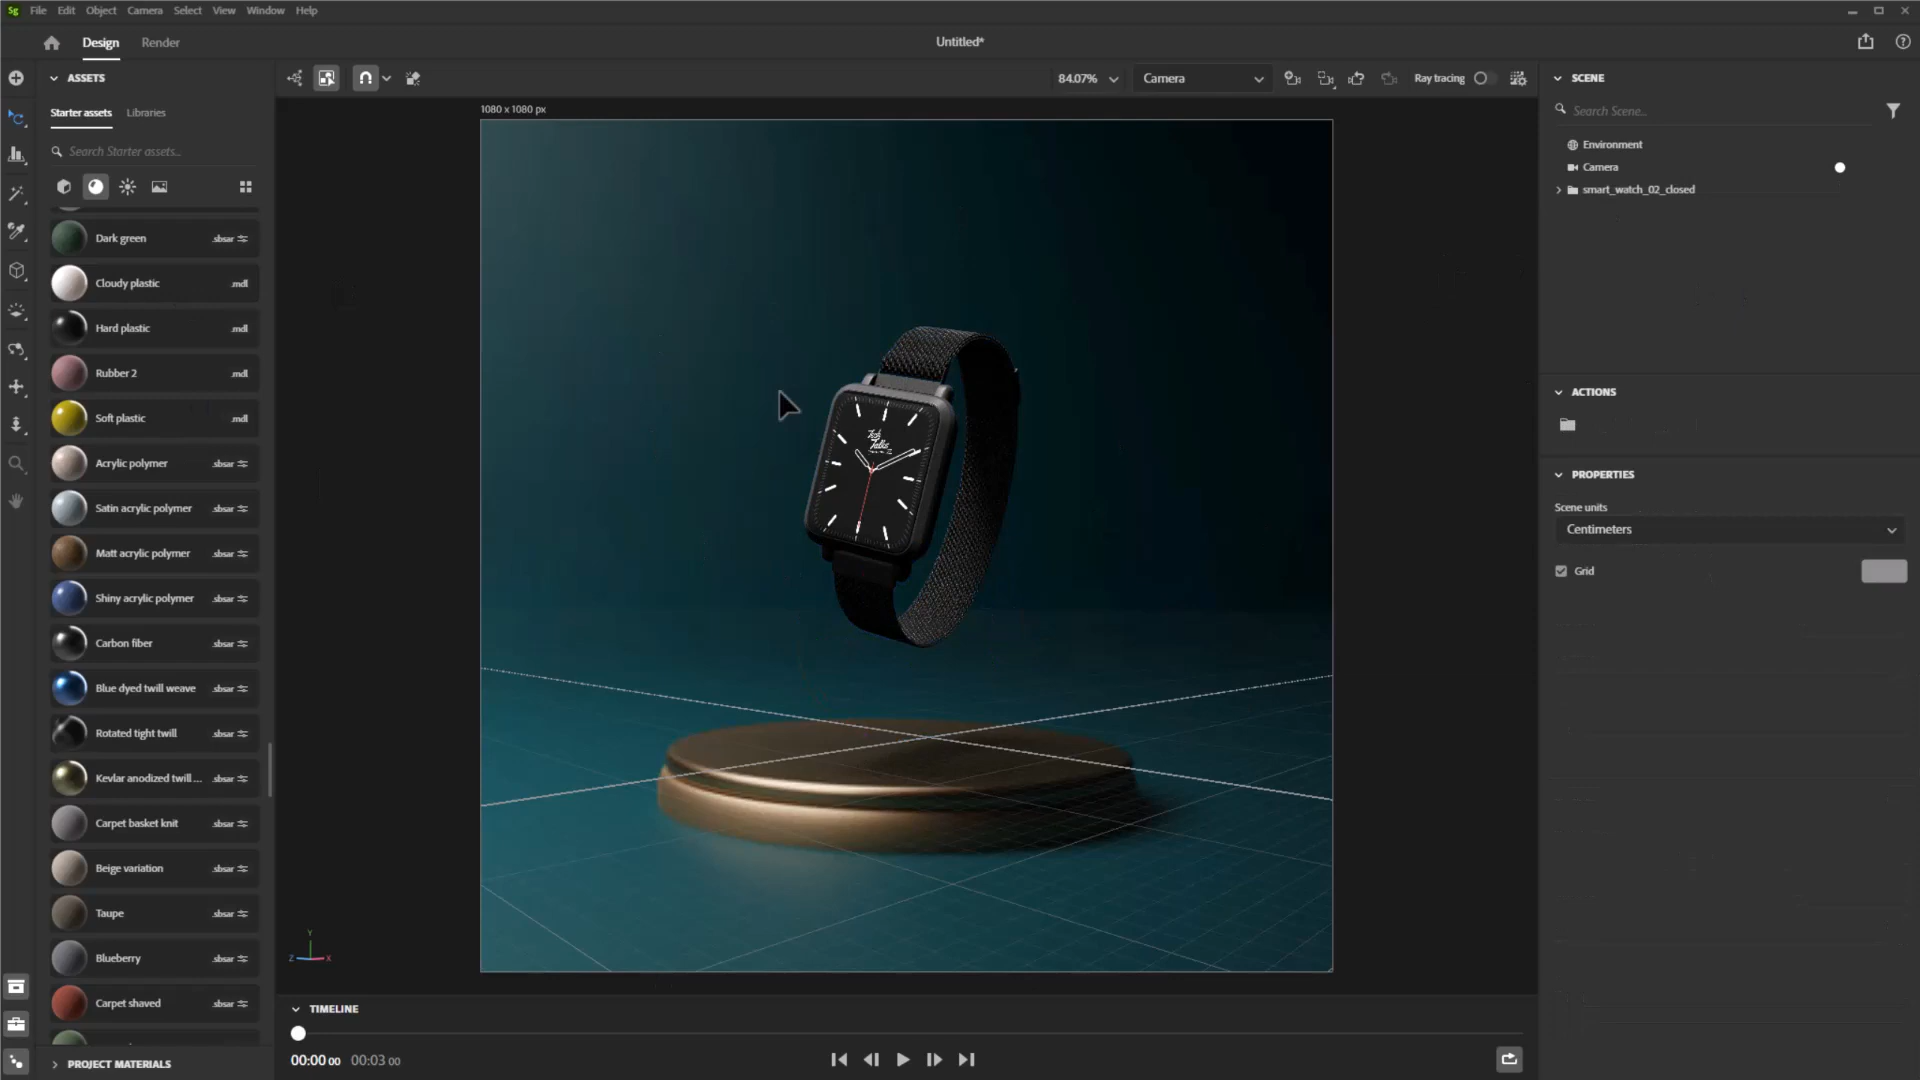 Sg File Edit Object Camera Select View Window Help
Design Render Untitled*
ASSETS
Starter assets Libraries
Search Starter assets...
Dark green .sbsar
Cloudy plastic .mdl
Hard plastic .mdl
Rubber 2 .mdl
Soft plastic .mdl
Acrylic polymer .sbsar
Satin acrylic polymer .sbsar
Matt acrylic polymer .sbsar
Shiny acrylic polymer .sbsar
Carbon fiber .sbsar
Blue dyed twill weave .sbsar
Rotated tight twill .sbsar
Kevlar anodized twill ... .sbsar
Carpet basket knit .sbsar
Beige variation .sbsar
Taupe .sbsar
Blueberry .sbsar
Carpet shaved .sbsar
PROJECT MATERIALS
84.07% Camera Ray tracing
1080 x 1080 px
Y
Z X
TIMELINE
00:00 00 00:03 00
SCENE
Search Scene...
Environment
Camera
smart_watch_02_closed
ACTIONS
PROPERTIES
Scene units
Centimeters
Grid